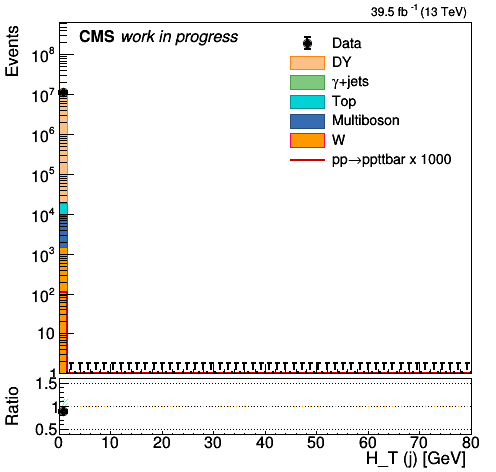 39.5 fb⁻¹ (13 TeV)
CMS work in progress
Events
Data
DY
γ+jets
Top
Multiboson
W
pp→ppttbar x 1000
10⁸
10⁷
10⁶
10⁵
10⁴
10³
10²
10
1
Ratio
1.5
1
0.5
0 10 20 30 40 50 60 70 80
H_T (j) [GeV]